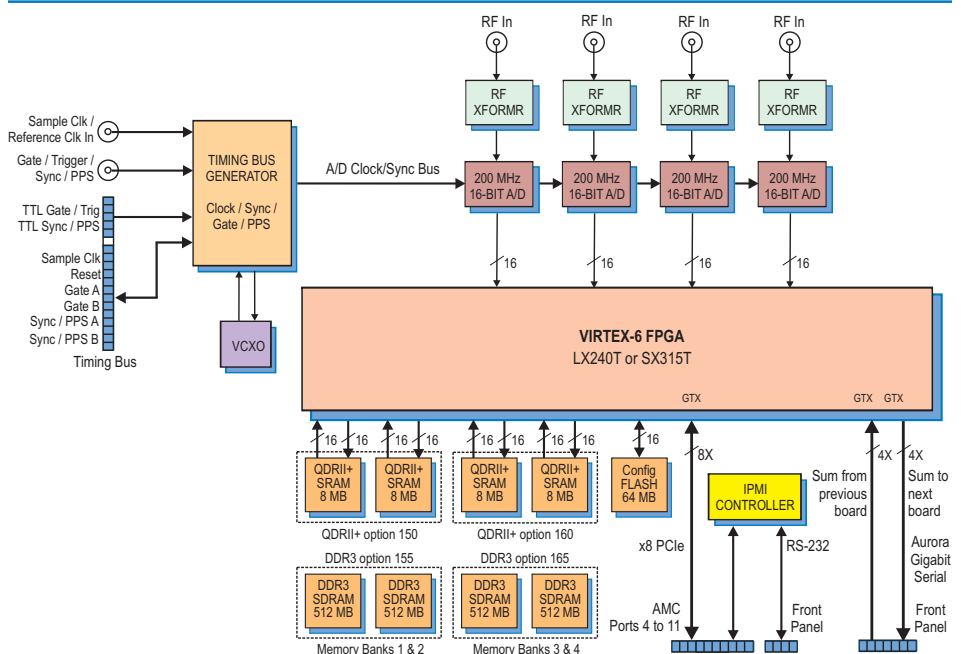 RF In
RF In
RF In
RF In
RF
XFORMR
RF
XFORMR
RF
XFORMR
RF
XFORMR
Sample Clk /
Reference Clk In
Gate / Trigger /
Sync / PPS
TTL Gate / Trig
TTL Sync / PPS
Sample Clk
Reset
Gate A
Gate B
Sync / PPS A
Sync / PPS B
Timing Bus
TIMING BUS
GENERATOR
Clock / Sync /
Gate / PPS
VCXO
A/D Clock/Sync Bus
200 MHz
16-BIT A/D
200 MHz
16-BIT A/D
200 MHz
16-BIT A/D
200 MHz
16-BIT A/D
16
16
16
16
VIRTEX-6 FPGA
LX240T or SX315T
GTX
GTX
GTX
16
16
16
16
16
16
16
16
16
8X
4X
4X
QDRII+
SRAM
8 MB
QDRII+
SRAM
8 MB
QDRII+
SRAM
8 MB
QDRII+
SRAM
8 MB
Config
FLASH
64 MB
IPMI
CONTROLLER
Sum from
previous
board
Sum to
next
board
QDRII+ option 150
QDRII+ option 160
x8 PCIe
RS-232
Aurora
Gigabit
Serial
DDR3 option 155
DDR3 option 165
DDR3
SDRAM
512 MB
DDR3
SDRAM
512 MB
DDR3
SDRAM
512 MB
DDR3
SDRAM
512 MB
AMC
Ports 4 to 11
Front
Panel
Front
Panel
Memory Banks 1 & 2
Memory Banks 3 & 4